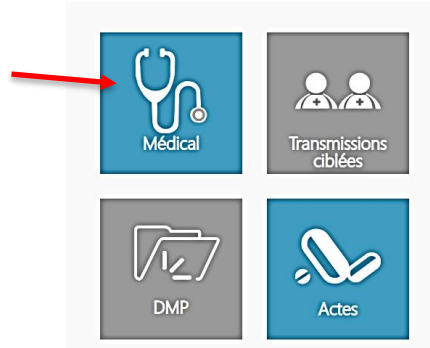 Médical
Transmissions
ciblées
DMP
Actes